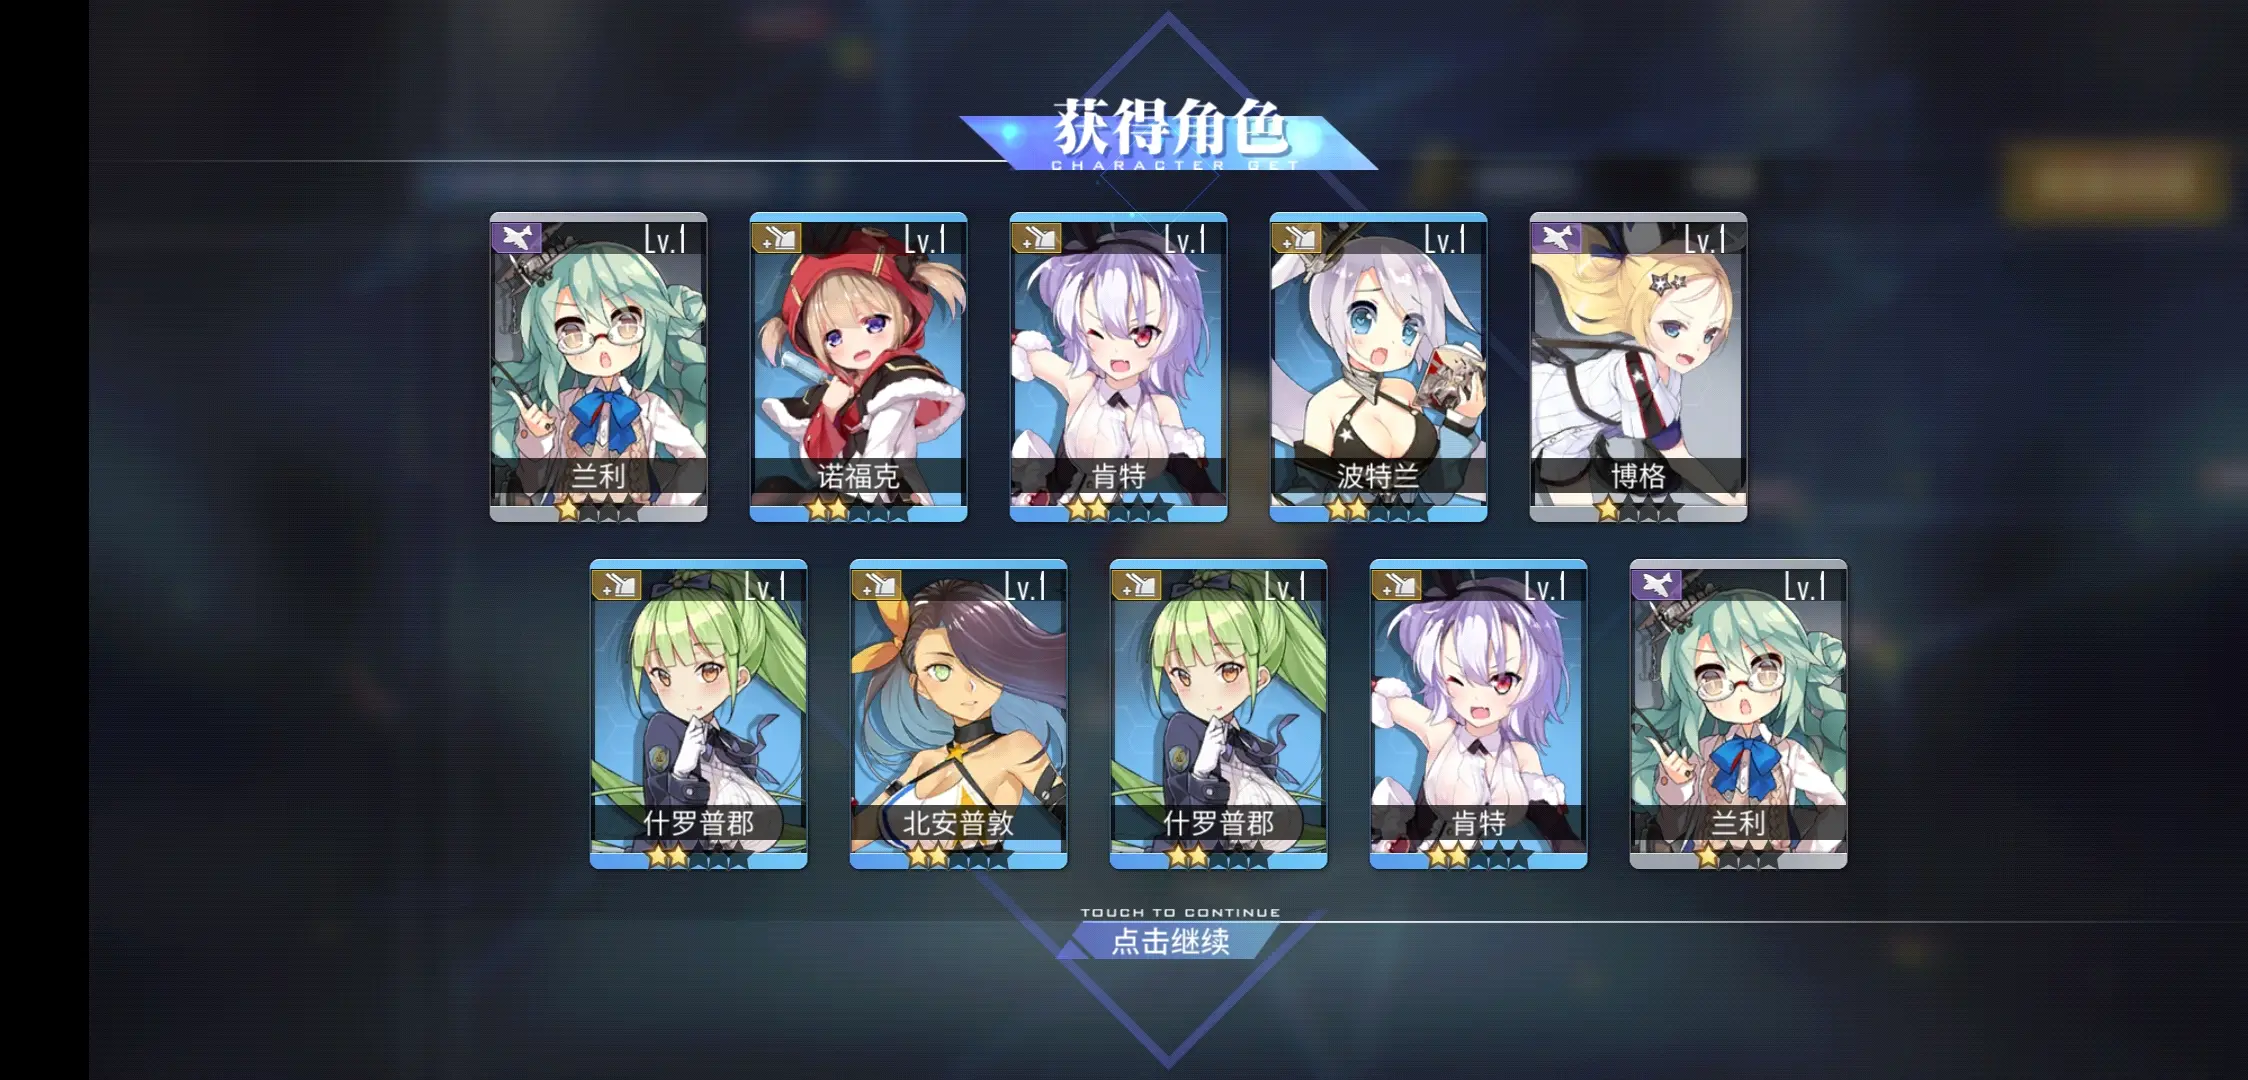 获得角色
CHARACTER GET
Lv.1
Lv.1
Lv.1
Lv.1
Lv.1
兰利
诺福克
肯特
波特兰
博格
Lv.1
Lv.1
Lv.1
Lv.1
Lv.1
什罗普郡
北安普敦
什罗普郡
肯特
兰利
TOUCH TO CONTINUE
点击继续